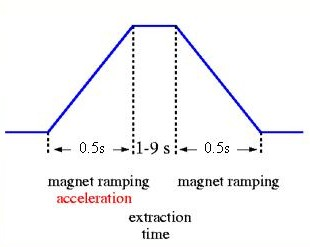 0.5s 1-9 s 0.5s
magnet ramping magnet ramping
acceleration
extraction
time